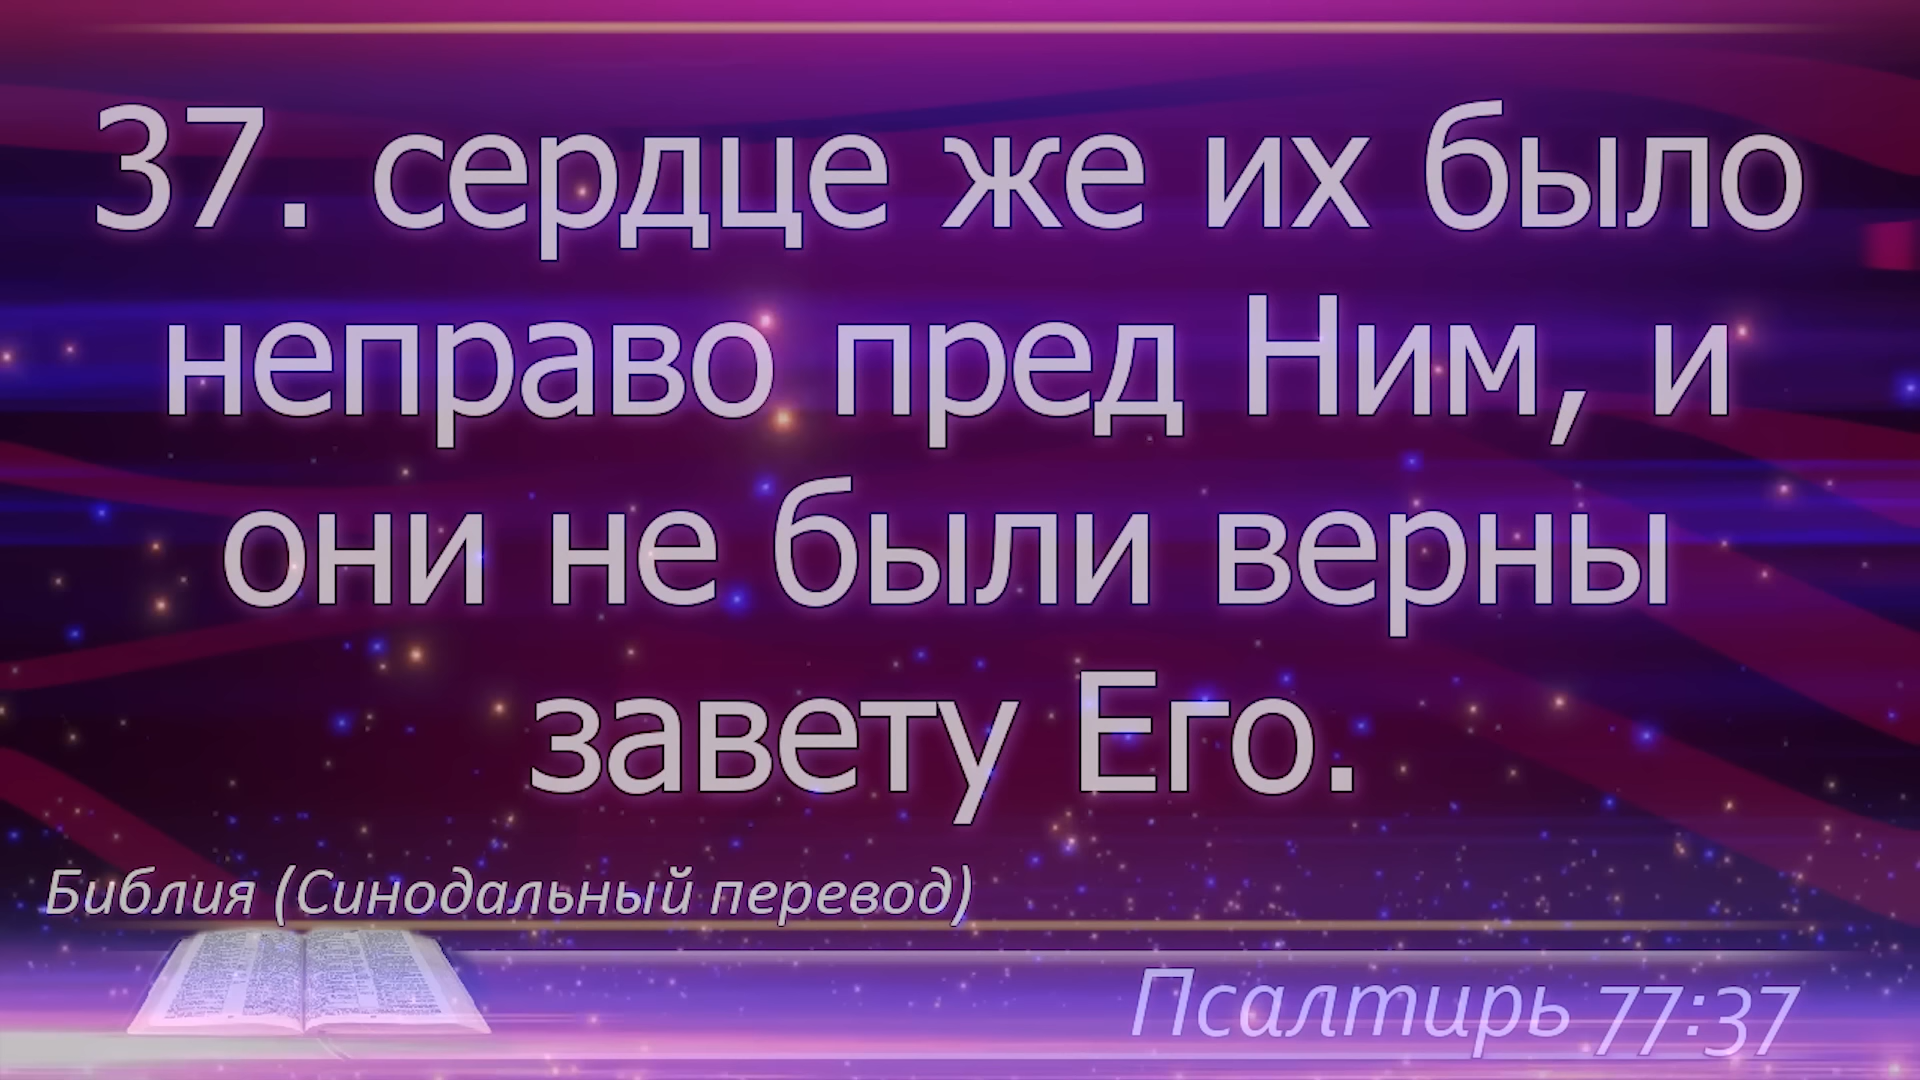 37. сердце же их было
неправо пред Ним, и
они не были верны
завету Его.
Библия (Синодальный перевод)
Псалтирь 77:37